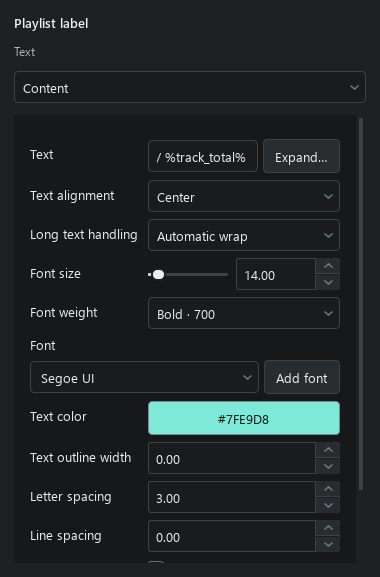 Playlist label
Text
Content
Text / %track_total% Expand...
Text alignment Center
Long text handling Automatic wrap
Font size 14.00
Font weight Bold · 700
Font
Segoe UI Add font
Text color #7FE9D8
Text outline width 0.00
Letter spacing 3.00
Line spacing 0.00